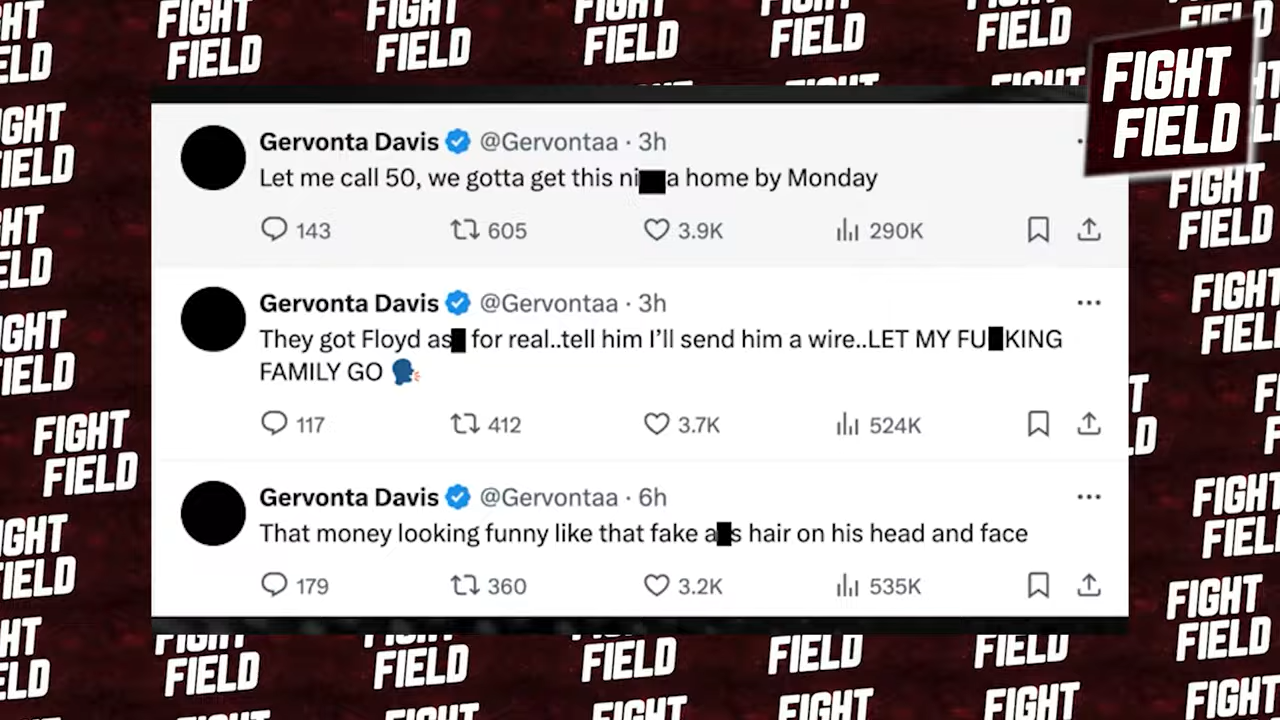 FIGHT
FIELD
Gervonta Davis @Gervontaa · 3h
Let me call 50, we gotta get this ni a home by Monday
143 605 3.9K 290K
Gervonta Davis @Gervontaa · 3h
They got Floyd as for real..tell him I’ll send him a wire..LET MY FU KING
FAMILY GO
117 412 3.7K 524K
Gervonta Davis @Gervontaa · 6h
That money looking funny like that fake a s hair on his head and face
179 360 3.2K 535K